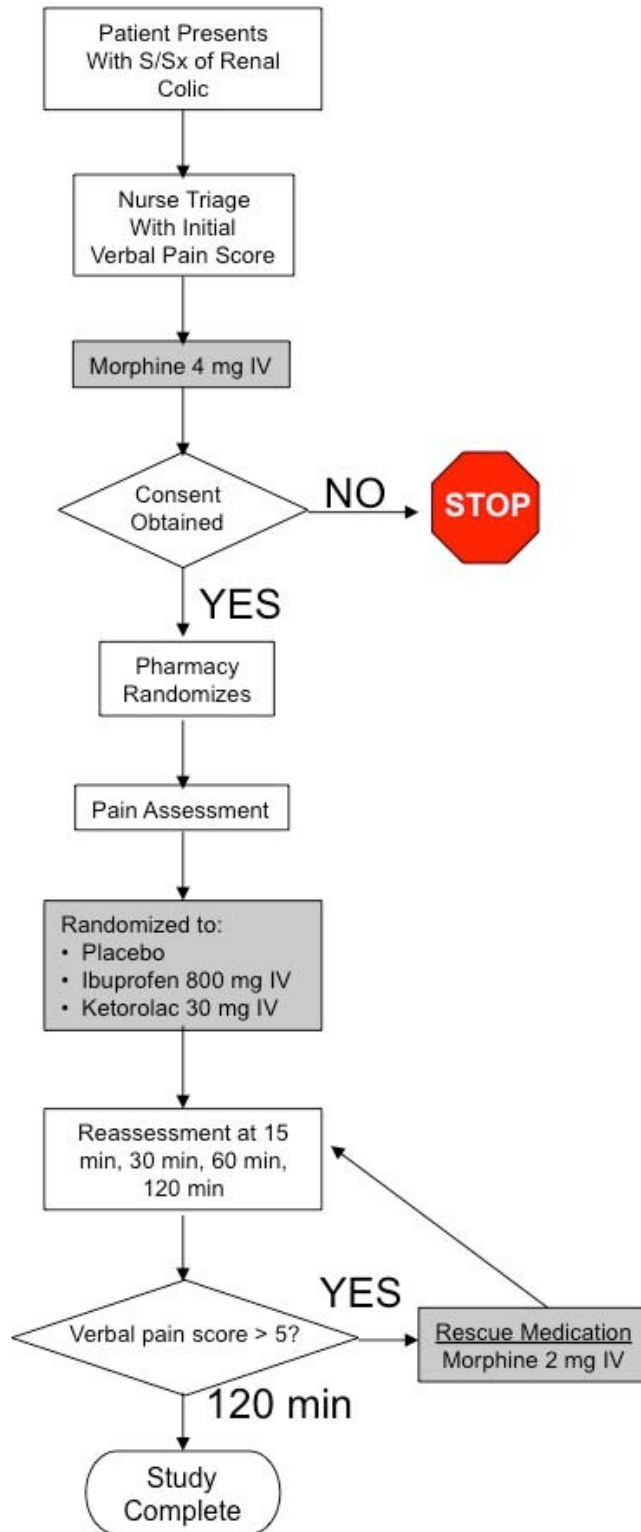 Patient Presents
With S/Sx of Renal
Colic
Nurse Triage
With Initial
Verbal Pain Score
Morphine 4 mg IV
Consent
Obtained
NO
STOP
YES
Pharmacy
Randomizes
Pain Assessment
Randomized to:
• Placebo
• Ibuprofen 800 mg IV
• Ketorolac 30 mg IV
Reassessment at 15
min, 30 min, 60 min,
120 min
Verbal pain score > 5?
YES
Rescue Medication
Morphine 2 mg IV
120 min
Study
Complete